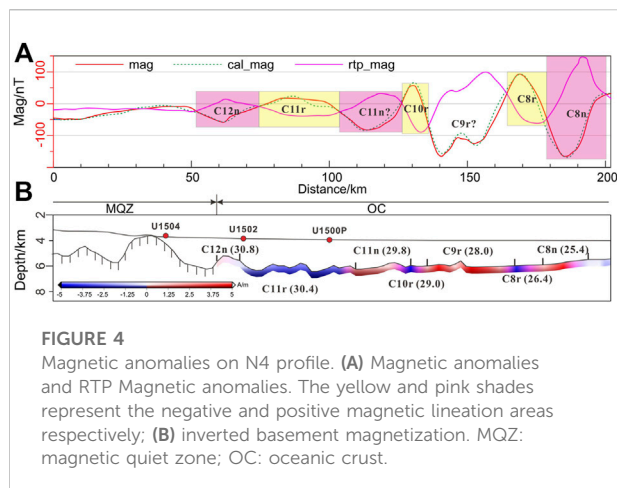 A
mag
cal_mag
rtp_mag
Mag/nT
100
0
-100
C12n
C11r
C11n?
C10r
C9r?
C8r
C8n
0
50
100
150
200
Distance/km
B
MQZ
OC
Depth/km
2
4
6
8
U1504
U1502
U1500P
C12n (30.8)
C11n (29.8)
C9r (28.0)
C8n (25.4)
C11r (30.4)
C10r (29.0)
C8r (26.4)
A/m
-5 -3.75 -2.5 -1.25 0 1.25 2.5 3.75 5
FIGURE 4
Magnetic anomalies on N4 profile. (A) Magnetic anomalies
and RTP Magnetic anomalies. The yellow and pink shades
represent the negative and positive magnetic lineation areas
respectively; (B) inverted basement magnetization. MQZ:
magnetic quiet zone; OC: oceanic crust.